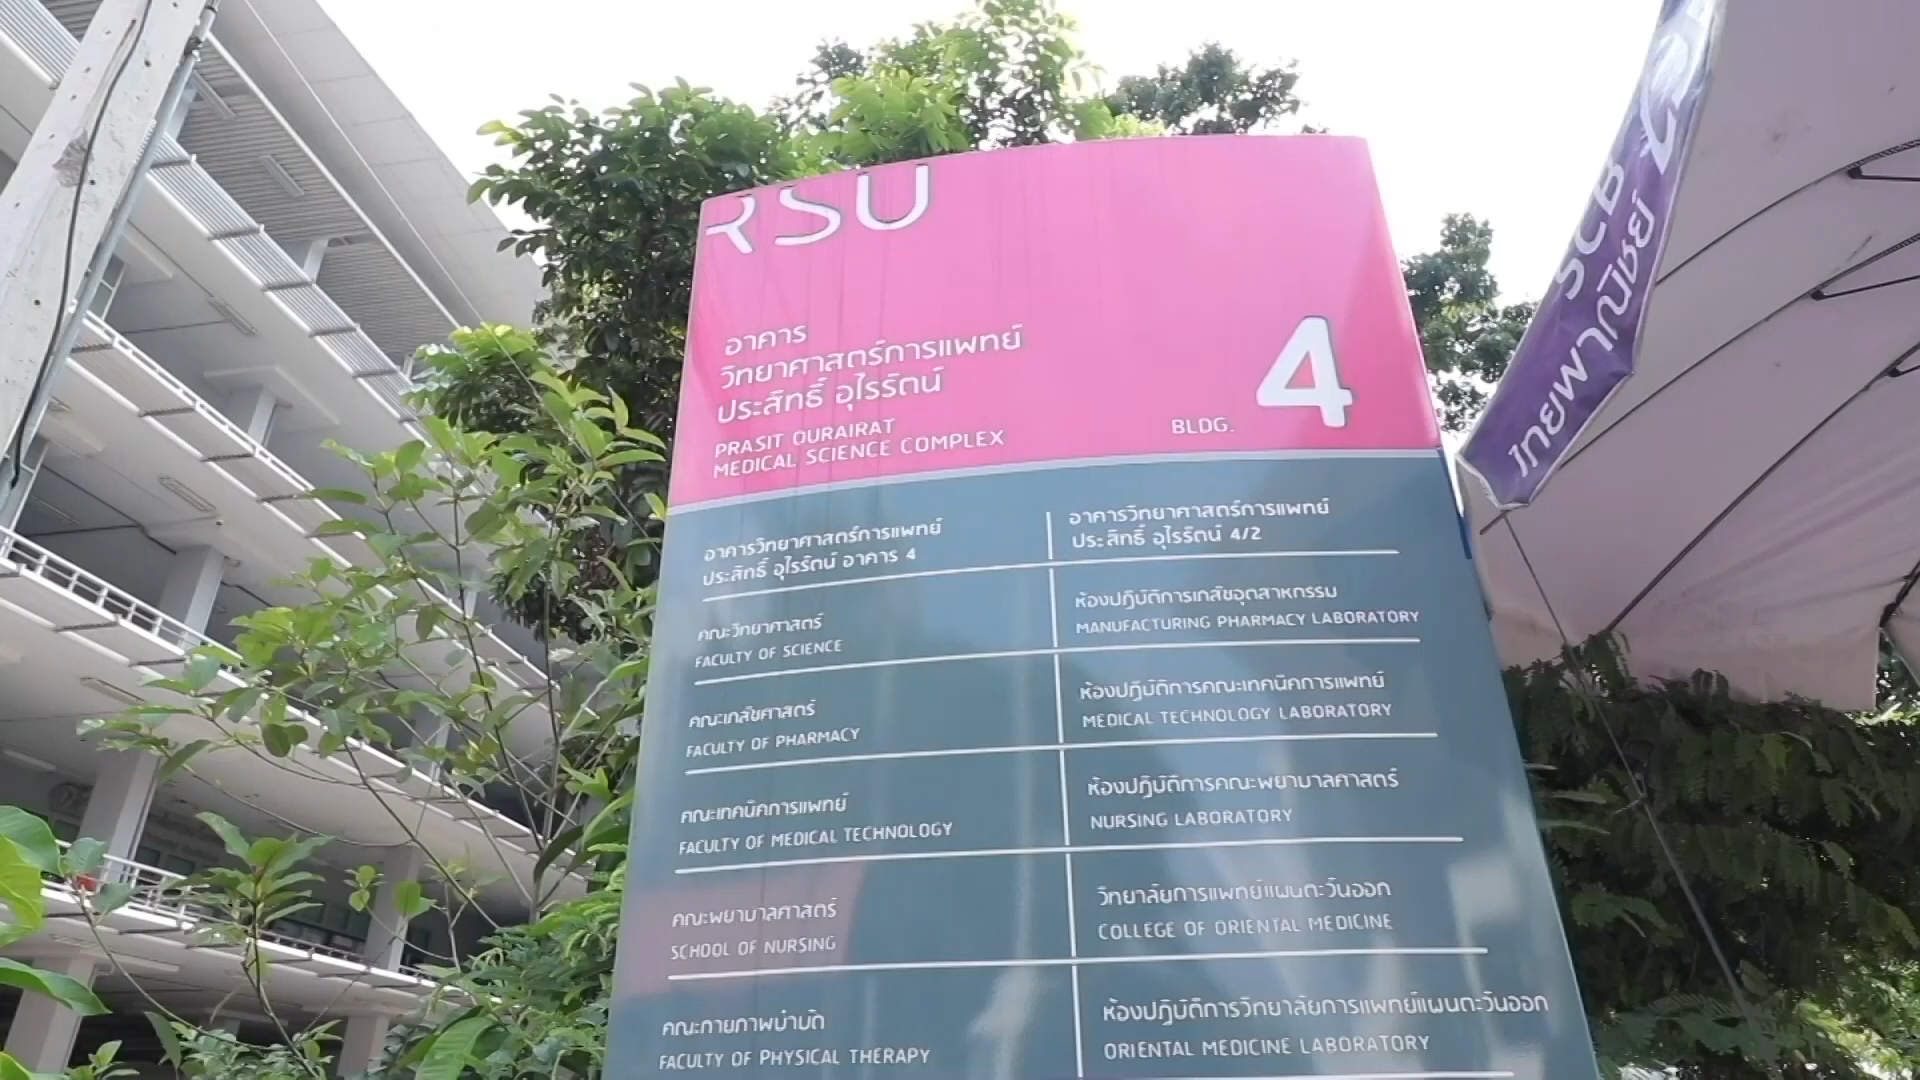 RSU
อาคาร
วิทยาศาสตร์การแพทย์
ประสิทธิ์ อุไรรัตน์
PRASIT OURAIRAT
MEDICAL SCIENCE COMPLEX
BLDG. 4
อาคารวิทยาศาสตร์การแพทย์
ประสิทธิ์ อุไรรัตน์ อาคาร 4
คณะวิทยาศาสตร์
FACULTY OF SCIENCE
คณะเภสัชศาสตร์
FACULTY OF PHARMACY
คณะเทคนิคการแพทย์
FACULTY OF MEDICAL TECHNOLOGY
คณะพยาบาลศาสตร์
SCHOOL OF NURSING
คณะกายภาพบำบัด
FACULTY OF PHYSICAL THERAPY
อาคารวิทยาศาสตร์การแพทย์
ประสิทธิ์ อุไรรัตน์ 4/2
ห้องปฏิบัติการเภสัชอุตสาหกรรม
MANUFACTURING PHARMACY LABORATORY
ห้องปฏิบัติการคณะเทคนิคการแพทย์
MEDICAL TECHNOLOGY LABORATORY
ห้องปฏิบัติการคณะพยาบาลศาสตร์
NURSING LABORATORY
วิทยาลัยการแพทย์แผนตะวันออก
COLLEGE OF ORIENTAL MEDICINE
ห้องปฏิบัติการวิทยาลัยการแพทย์แผนตะวันออก
ORIENTAL MEDICINE LABORATORY
SCB
ไทยพาณิชย์